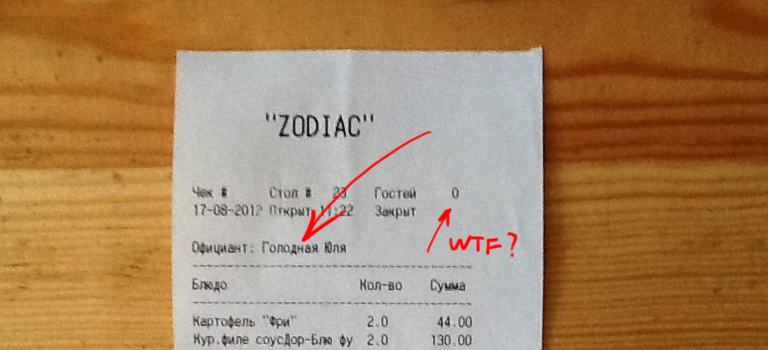 "ZODIAC"
Чек # Стол # 23 Гостей 0
17-08-2012 Открыт 11:22 Закрыт
WTF?
Официант: Голодная Юля
Блюдо Кол-во Сумма
Картофель "Фри" 2.0 44.00
Кур.филе соусДор-Блю фу 2.0 130.00